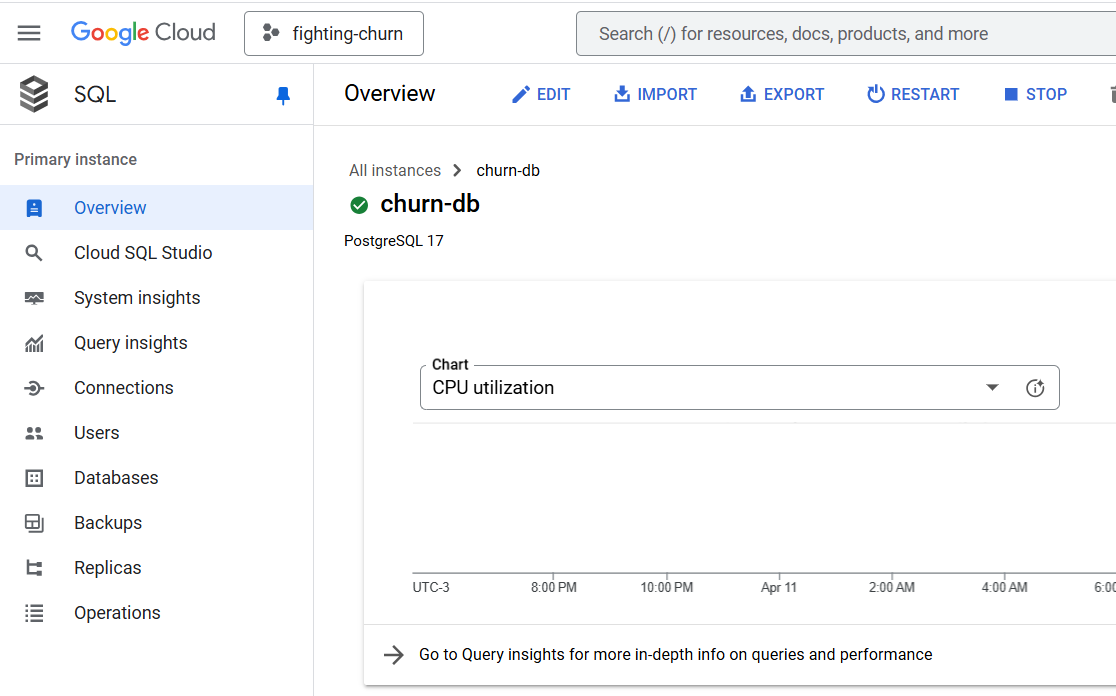 Google Cloud
fighting-churn
Search (/) for resources, docs, products, and more
SQL
Overview
EDIT
IMPORT
EXPORT
RESTART
STOP
Primary instance
Overview
Cloud SQL Studio
System insights
Query insights
Connections
Users
Databases
Backups
Replicas
Operations
All instances
churn-db
churn-db
PostgreSQL 17
Chart
CPU utilization
UTC-3 8:00 PM 10:00 PM Apr 11 2:00 AM 4:00 AM 6:00
Go to Query insights for more in-depth info on queries and performance